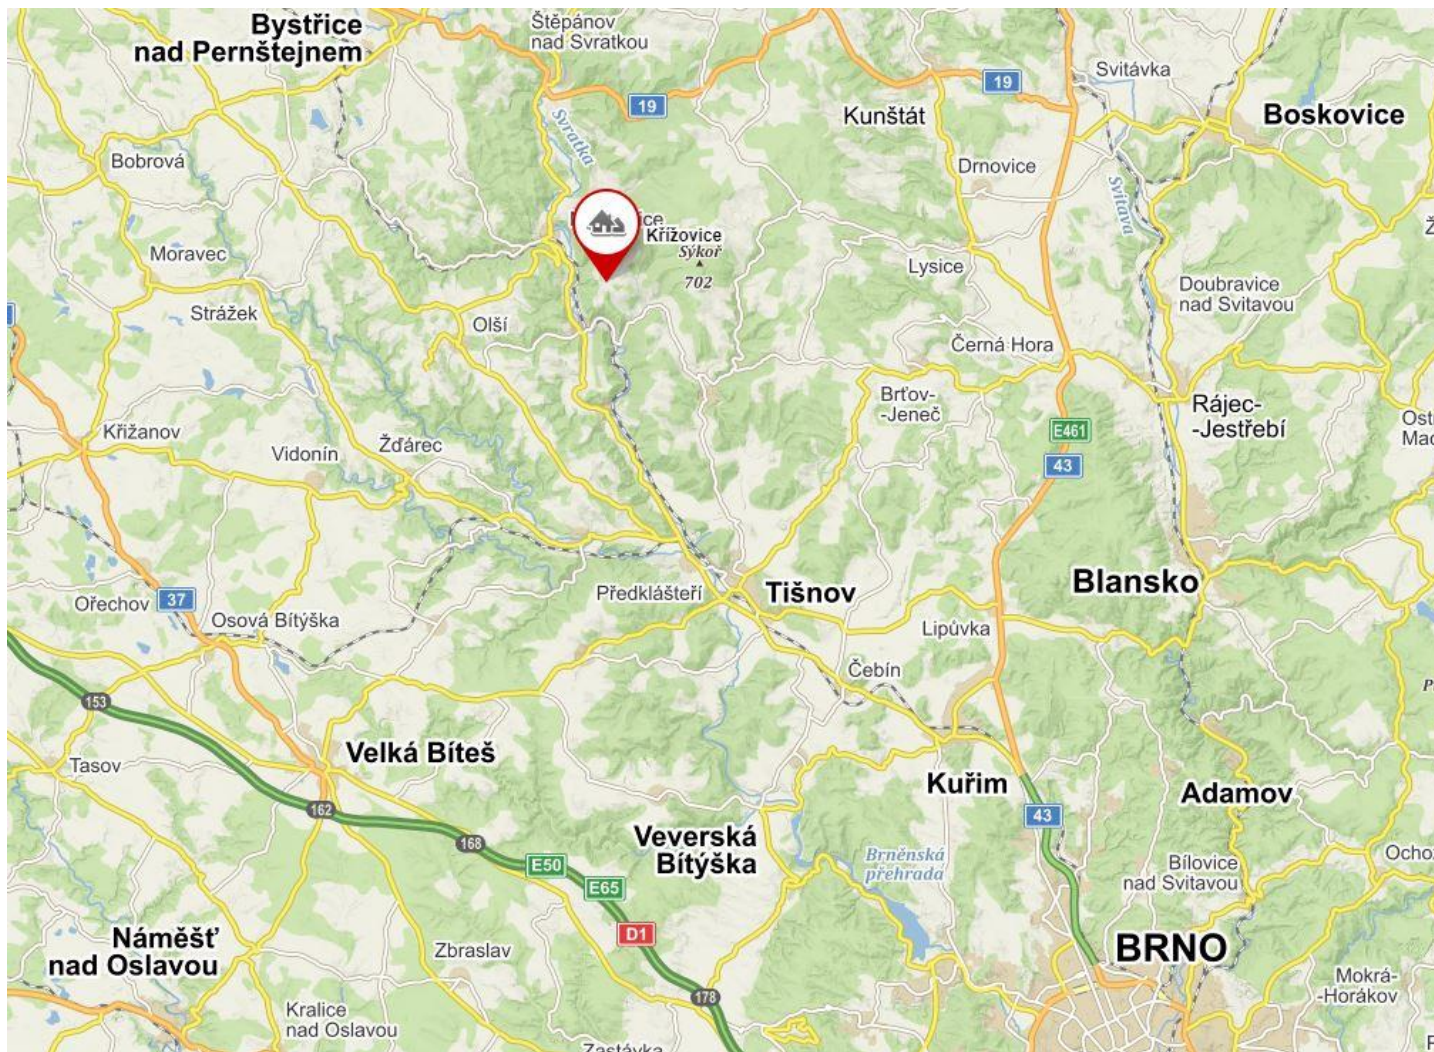 Bystřice
nad Pernštejnem
Štěpánov
nad Svratkou
19
19
Svitávka
Kunštát
Boskovice
Svratka
Bobrová
Drnovice
Svitava
Křížovice
Sýkoř
702
Moravec
Lysice
Doubravice
nad Svitavou
Strážek
Olší
Černá Hora
Brťov-
-Jeneč
Rájec-
-Jestřebí
E461
43
Křižanov
Žďárec
Vidonín
Předklášteří
Tišnov
Blansko
Ořechov
37
Osová Bítýška
Lipůvka
Čebín
153
Velká Bíteš
Tasov
Kuřim
Adamov
162
43
168
Veverská
Bítýška
E50
E65
D1
Brněnská
přehrada
Bílovice
nad Svitavou
Náměšť
nad Oslavou
Zbraslav
BRNO
Mokrá-
-Horákov
178
Kralice
nad Oslavou